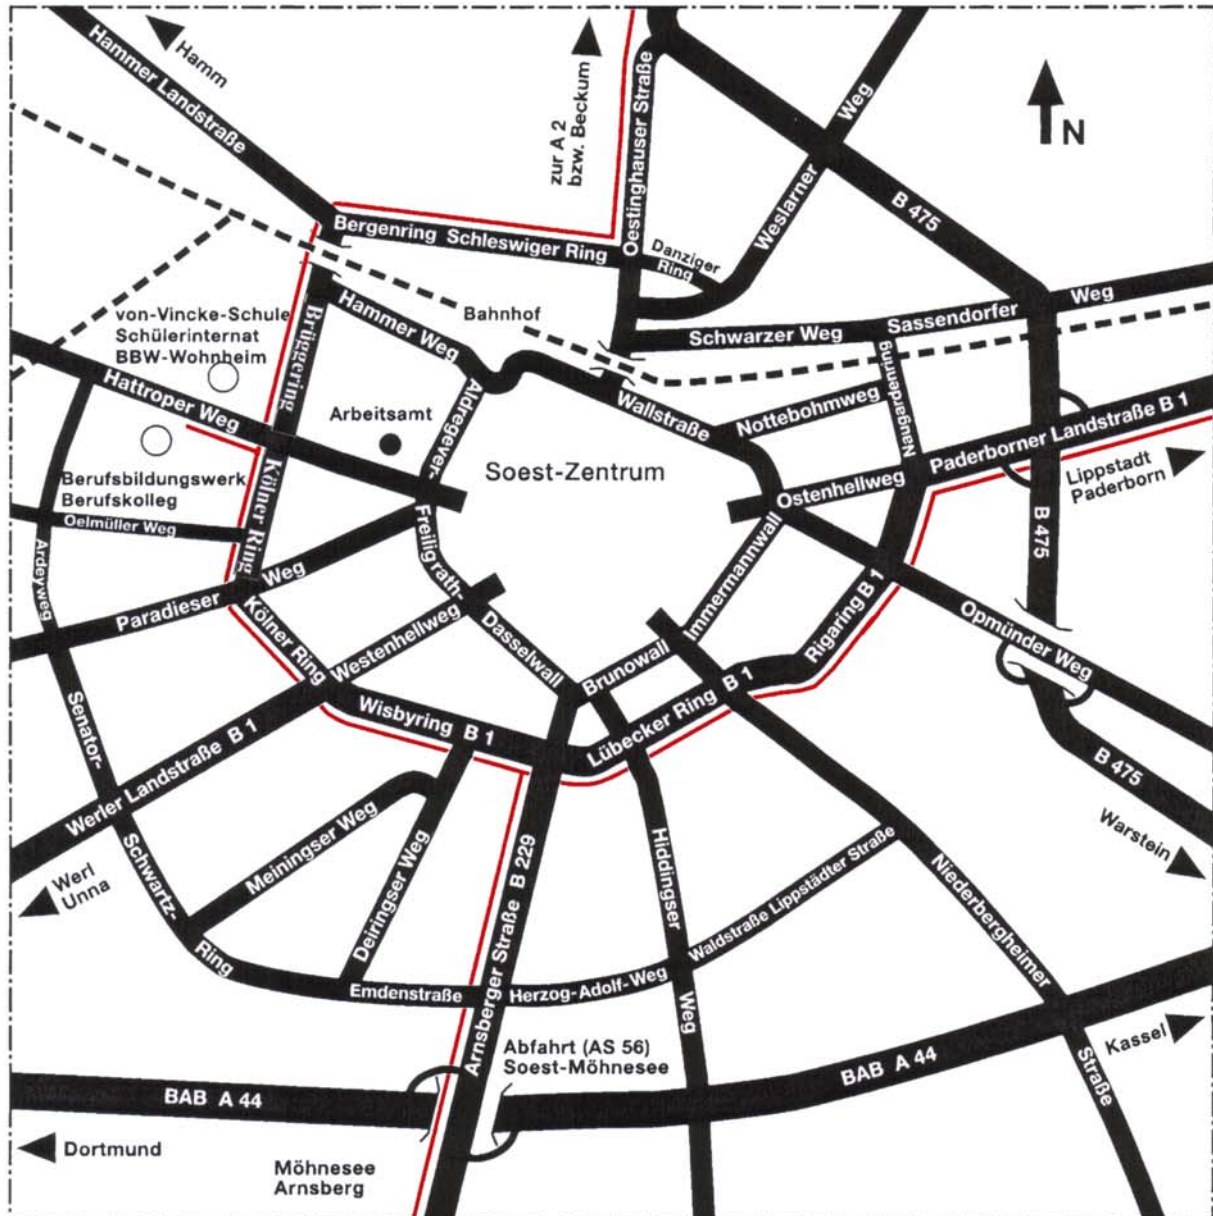 Hammer Landstraße
Hamm
zur A 2
bzw. Beckum
Oestinghauser Straße
Weslarner
Weg
N
B 475
Bergenring Schleswiger Ring
Danziger
Ring
von-Vincke-Schule
Schülerinternat
BBW-Wohnheim
Brüggering
Hammer Weg
Bahnhof
Schwarzer Weg
Sassendorfer
Weg
Hattroper Weg
Arbeitsamt
Aldregever-
Wallstraße
Nottebohmweg
Naugardenring
Paderborner Landstraße B 1
Lippstadt
Paderborn
Soest-Zentrum
Berufsbildungswerk
Berufskolleg
Oelmüller Weg
Kölner Ring
Freiligrath-
Ostenhellweg
Immermannwall
B 475
Ardeyweg
Paradieser
Weg
Kölner Ring
Westenhellweg
Dasselwall
Brunowall
Rigaring B 1
Opmünder Weg
Wisbyring B 1
Lübecker Ring B 1
Senator-
Werler Landstraße B 1
B 475
Warstein
Schwartz-
Meiningser Weg
Deiringser Weg
Arnsberger Straße B 229
Hiddingser
Waldstraße Lippstädter Straße
Niederbergheimer
Werl
Unna
Ring
Emdenstraße
Herzog-Adolf-Weg
Weg
Abfahrt (AS 56)
Soest-Möhnesee
BAB A 44
BAB A 44
Straße
Kassel
Dortmund
Möhnesee
Arnsberg